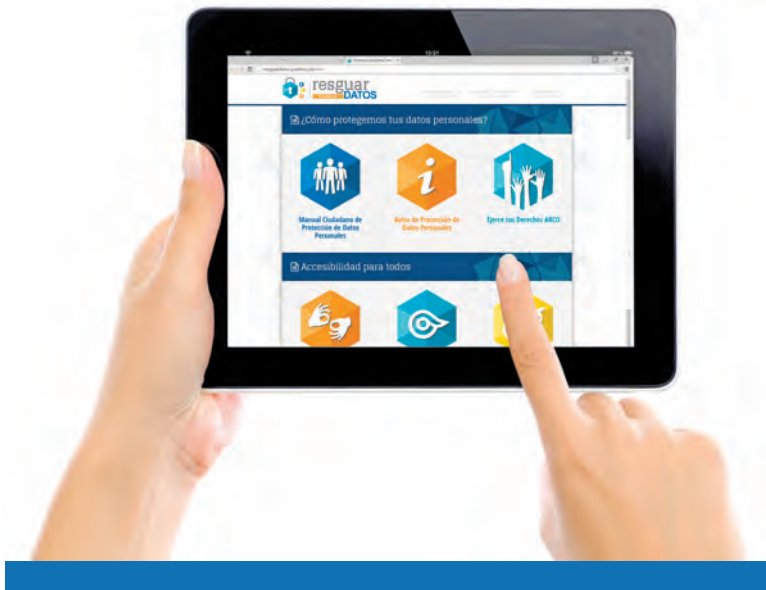 resguar
DATOS
¿Cómo protegemos tus datos personales?
Manual Ciudadano de
Protección de Datos
Personales
Aviso de Protección de
Datos Personales
Ejerce tus Derechos ARCO
Accesibilidad para todos